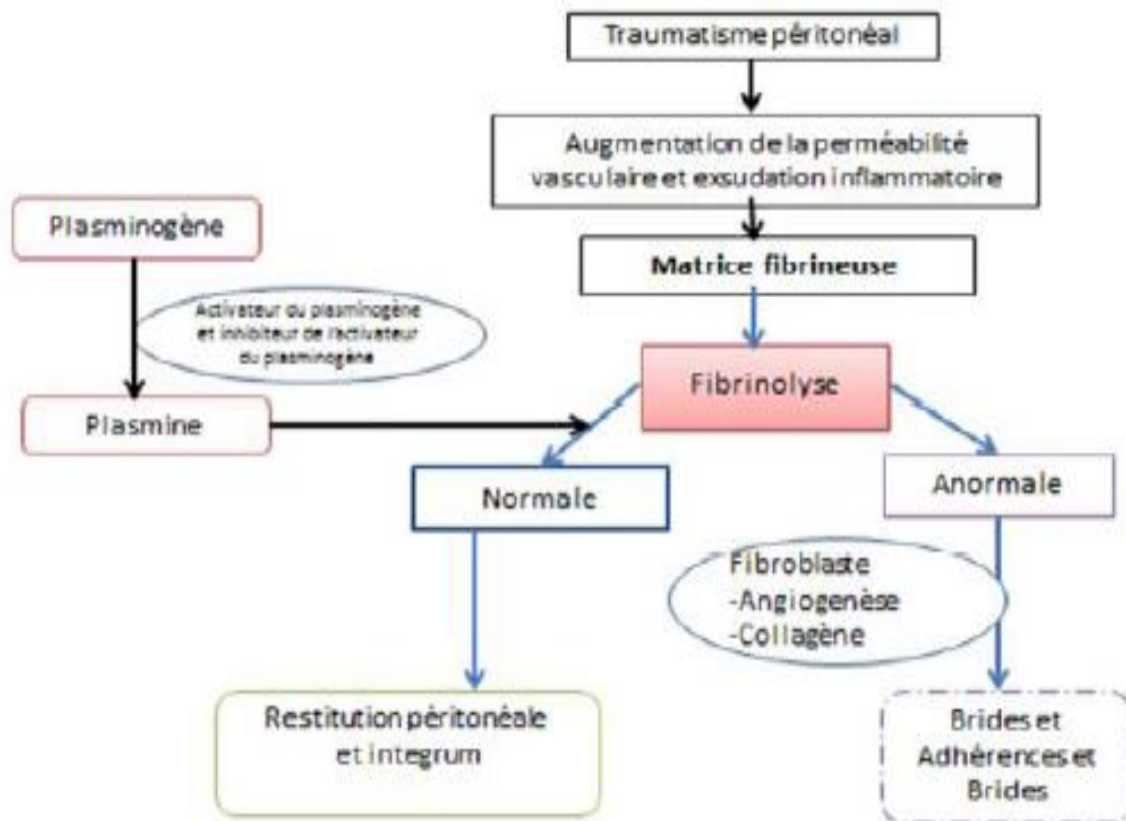 Traumatisme péritonéal
Augmentation de la perméabilité
vasculaire et exsudation inflammatoire
Plasminogène
Matrice fibrineuse
Activateur du plasminogène
et inhibiteur de l'activateur
du plasminogène
Fibrinolyse
Plasmine
Normale
Anormale
Fibroblaste
-Angiogenèse
-Collagène
Restitution péritonéale
et integrum
Brides et
Adhérences et
Brides